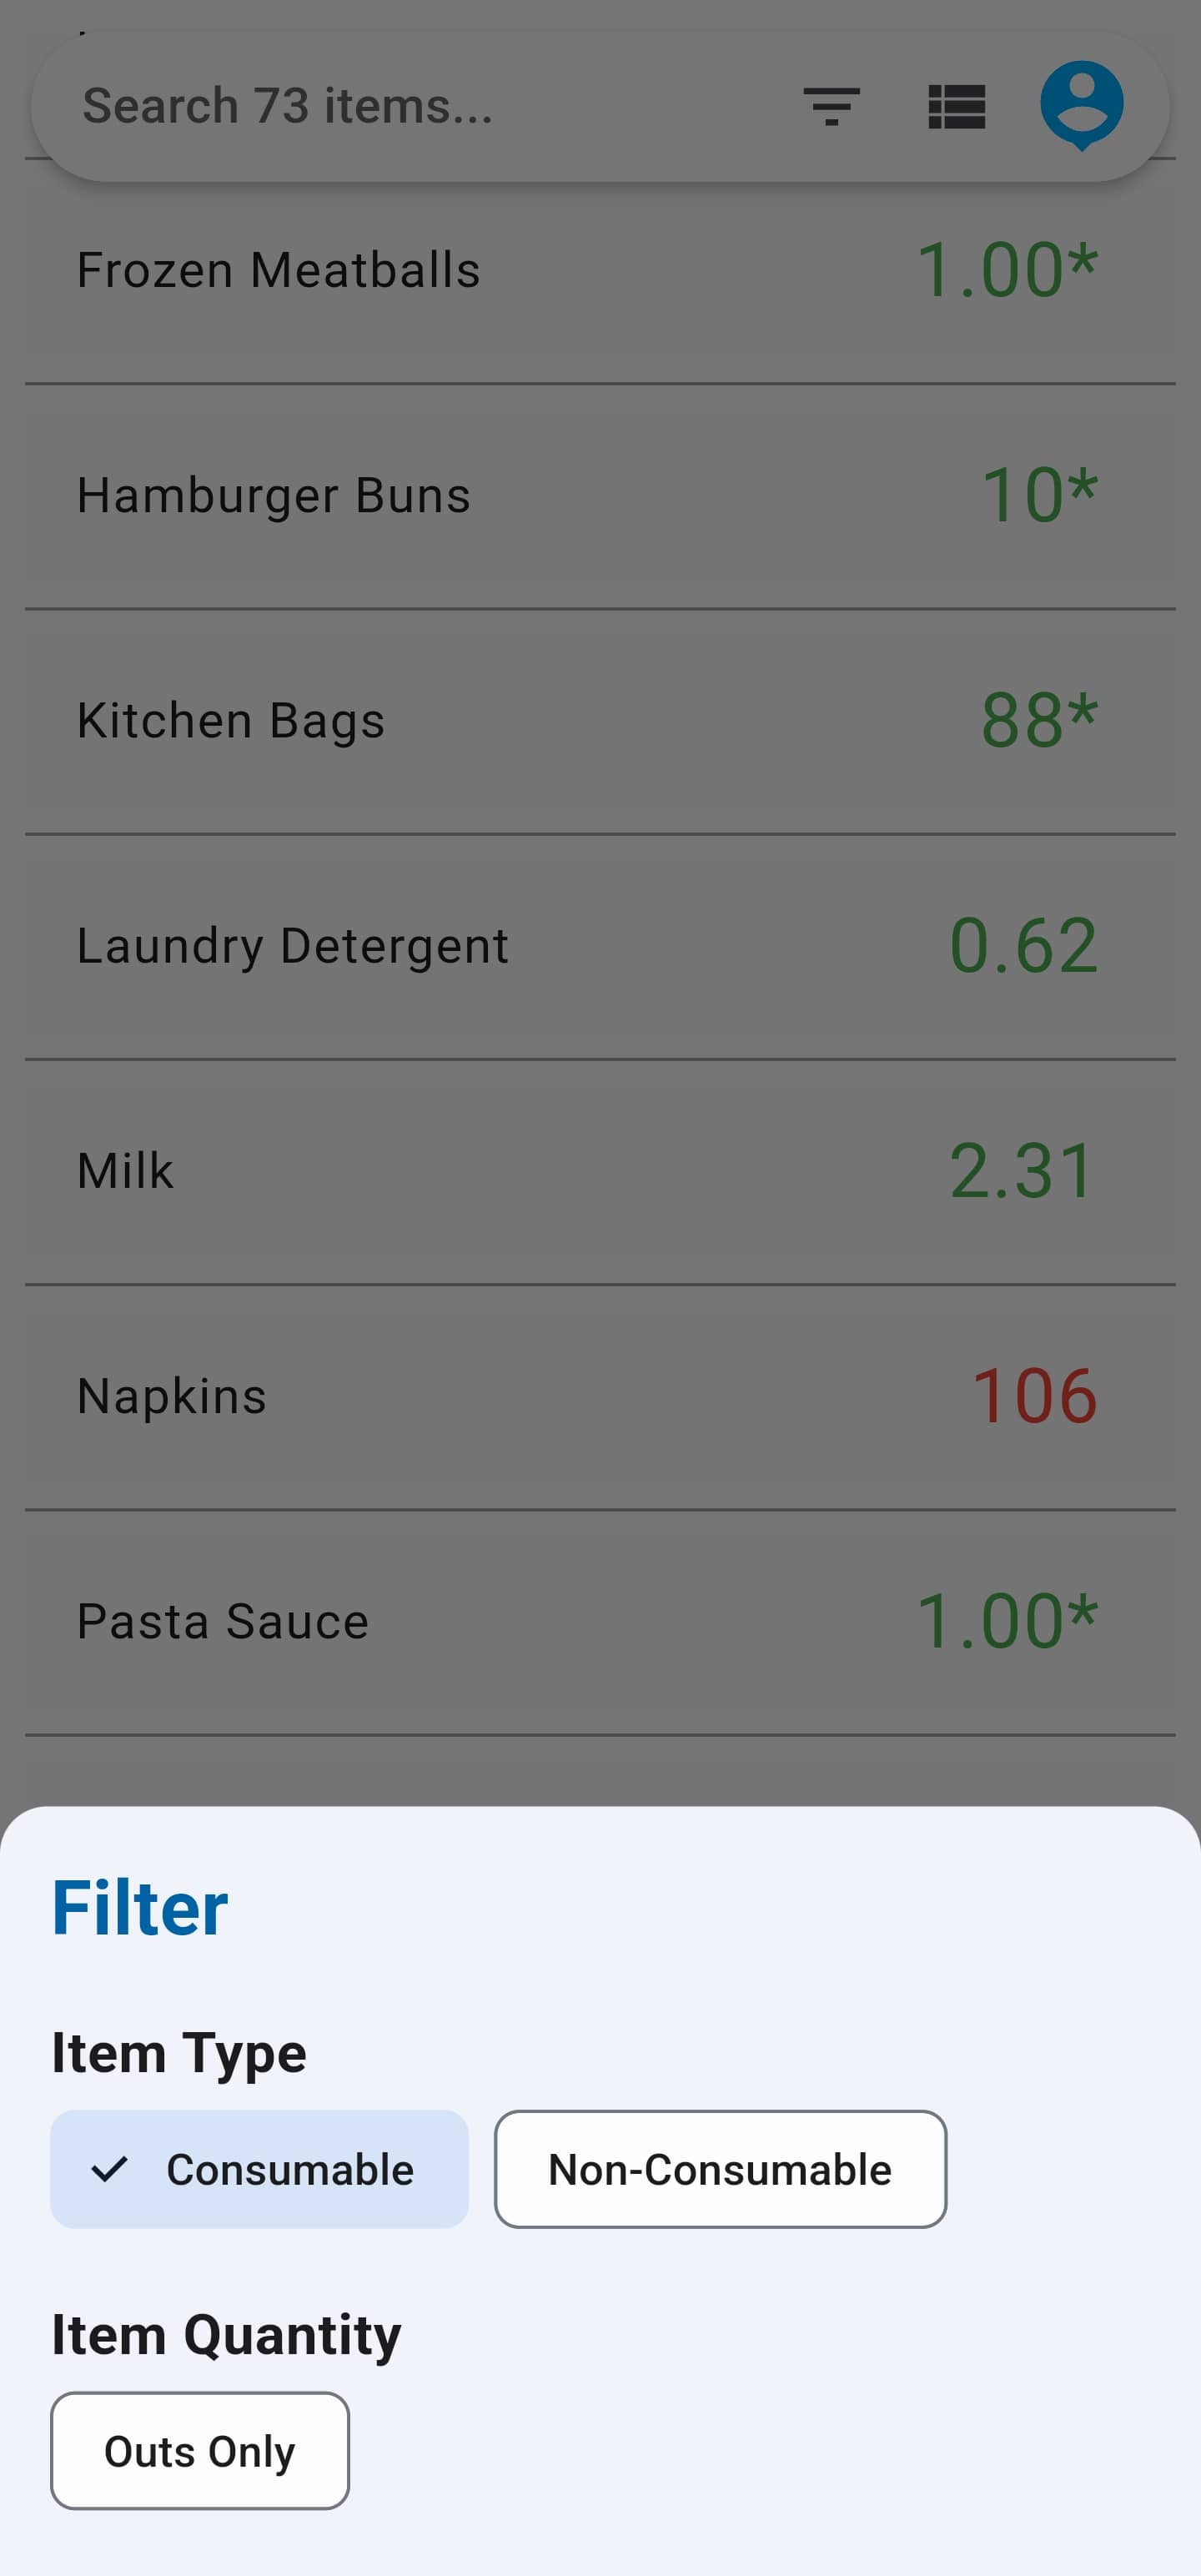 Search 73 items...
Frozen Meatballs 1.00*
Hamburger Buns 10*
Kitchen Bags 88*
Laundry Detergent 0.62
Milk 2.31
Napkins 106
Pasta Sauce 1.00*
Filter
Item Type
Consumable Non-Consumable
Item Quantity
Outs Only